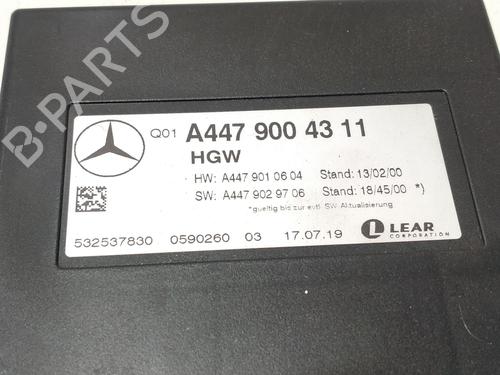 B-PARTS
Q01 A447 900 43 11
HGW
HW: A447 901 06 04 Stand: 13/02/00
SW: A447 902 97 06 Stand: 18/45/00 *)
*gueltig bis zur evtl. SW-Aktualisierung
532537830 0590260 03 17.07.19 LEAR
CORPORATION